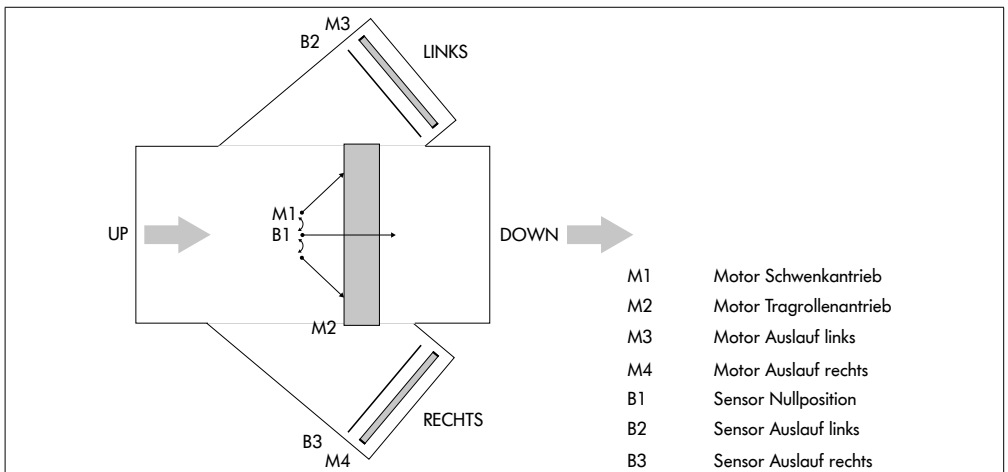 M3
B2
LINKS
M1
UP
B1
DOWN
M2
RECHTS
B3
M4
M1 Motor Schwenkantrieb
M2 Motor Tragrollenantrieb
M3 Motor Auslauf links
M4 Motor Auslauf rechts
B1 Sensor Nullposition
B2 Sensor Auslauf links
B3 Sensor Auslauf rechts